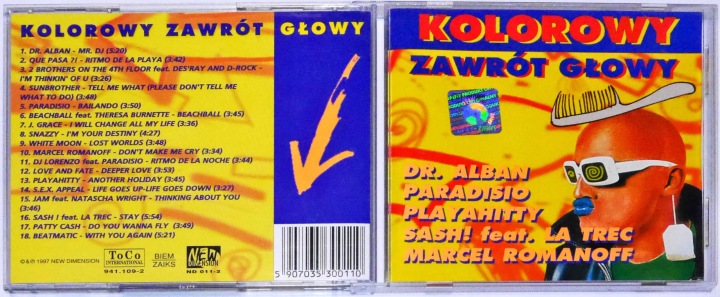 KOLOROWY ZAWRÓT GŁOWY
1. DR. ALBAN - MR. DJ (5:20)
2. QUE PASA ?! - RITMO DE LA PLAYA (3:42)
3. 2 BROTHERS ON THE 4TH FLOOR feat. DES'RAY AND D-ROCK -
I'M THINKIN' OF U (3:26)
4. SUNBROTHER - TELL ME WHAT (PLEASE DON'T TELL ME
WHAT TO DO) (3:48)
5. PARADISIO - BAILANDO (3:50)
6. BEACHBALL feat. THERESA BURNETTE - BEACHBALL (3:45)
7. J. GRACE - I WILL CHANGE ALL MY LIFE (3:36)
8. SNAZZY - I'M YOUR DESTINY (4:27)
9. WHITE MOON - LOST WORLDS (3:48)
10. MARCEL ROMANOFF - DON'T MAKE ME CRY (3:34)
11. DJ LORENZO feat. PARADISIO - RITMO DE LA NOCHE (3:44)
12. LOVE AND FATE - DEEPER LOVE (3:53)
13. PLAYAHITTY - ANOTHER HOLIDAY (3:45)
14. S.E.X. APPEAL - LIFE GOES UP-LIFE GOES DOWN (3:27)
15. JAM feat. NATASCHA WRIGHT - THINKING ABOUT YOU
(3:46)
16. SASH ! feat. LA TREC - STAY (3:54)
17. PATTY CASH - DO YOU WANNA FLY (3:49)
18. BEATMATIC - WITH YOU AGAIN (5:21)
© & ℗ 1997 NEW DIMENSION
ToCo
INTERNATIONAL
941.109-2
BIEM
ZAIKS
NEW
DIMENSION
ND 011-2
5 907035 300110
KOLOROWY
ZAWRÓT GŁOWY
DR. ALBAN
PARADISIO
PLAYAHITTY
SASH! feat. LA TREC
MARCEL ROMANOFF